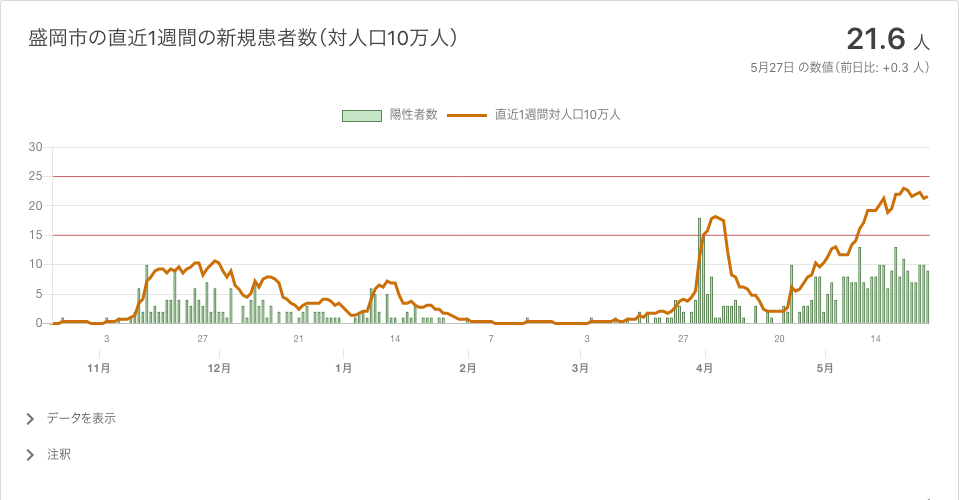 盛岡市の直近1週間の新規患者数(対人口10万人)
21.6 人
5月27日 の数値(前日比: +0.3 人)
陽性者数 直近1週間対人口10万人
30
25
20
15
10
5
0
3 27 21 14 7 3 27 20 14
11月 12月 1月 2月 3月 4月 5月
データを表示
注釈